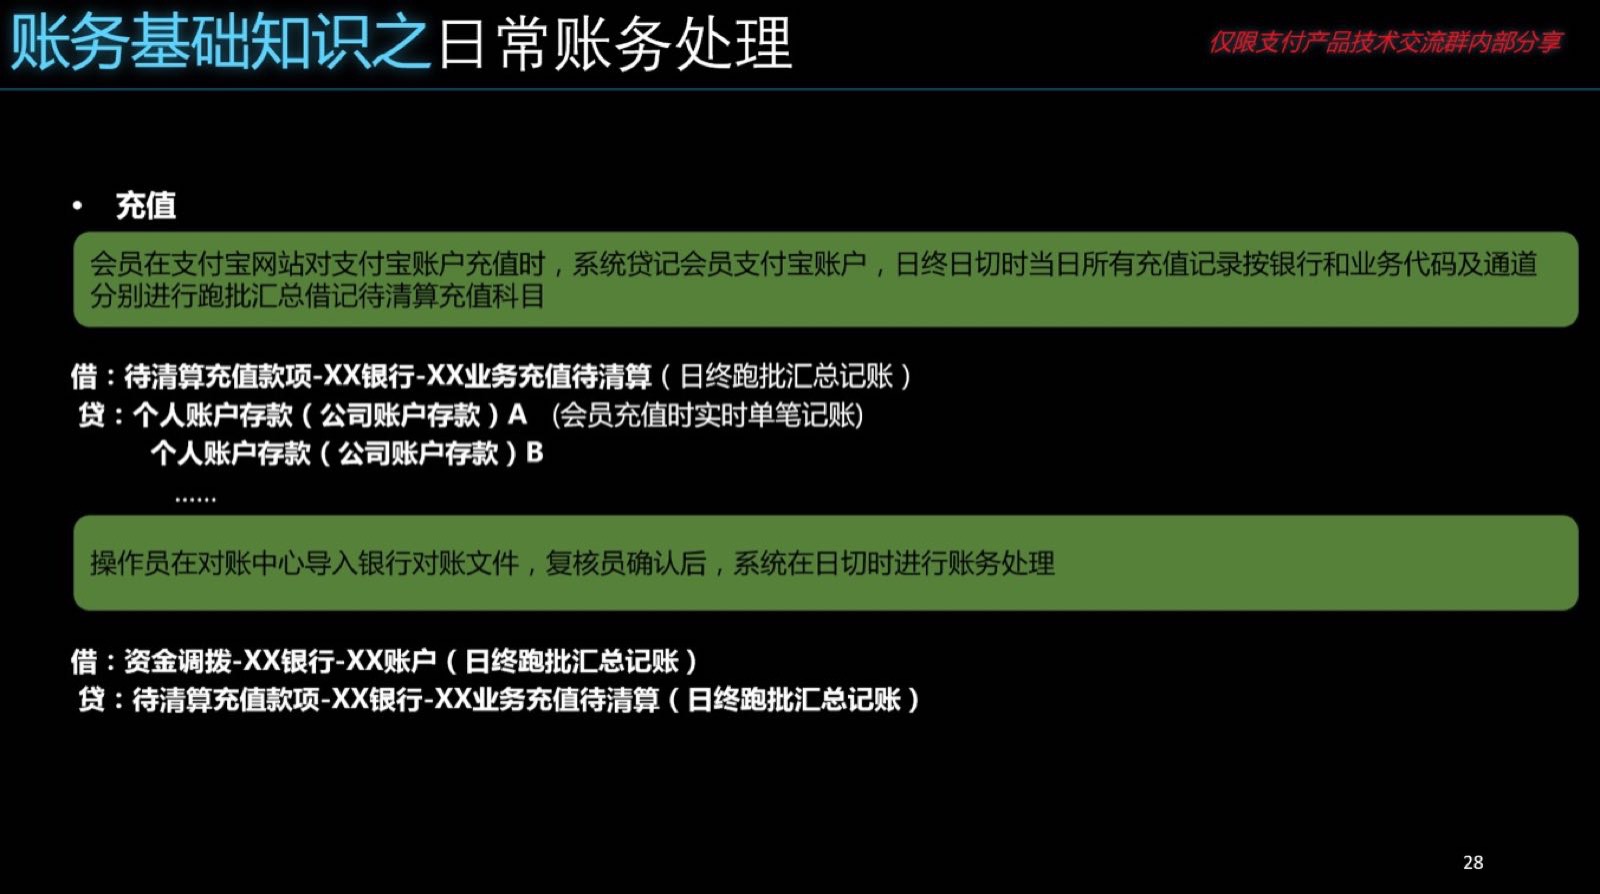 账务基础知识之日常账务处理
仅限支付产品技术交流群内部分享
• 充值
会员在支付宝网站对支付宝账户充值时，系统贷记会员支付宝账户，日终日切时当日所有充值记录按银行和业务代码及通道
分别进行跑批汇总借记待清算充值科目
借：待清算充值款项-XX银行-XX业务充值待清算（日终跑批汇总记账）
贷：个人账户存款（公司账户存款）A (会员充值时实时单笔记账)
个人账户存款（公司账户存款）B
……
操作员在对账中心导入银行对账文件，复核员确认后，系统在日切时进行账务处理
借：资金调拨-XX银行-XX账户（日终跑批汇总记账）
贷：待清算充值款项-XX银行-XX业务充值待清算（日终跑批汇总记账）
28